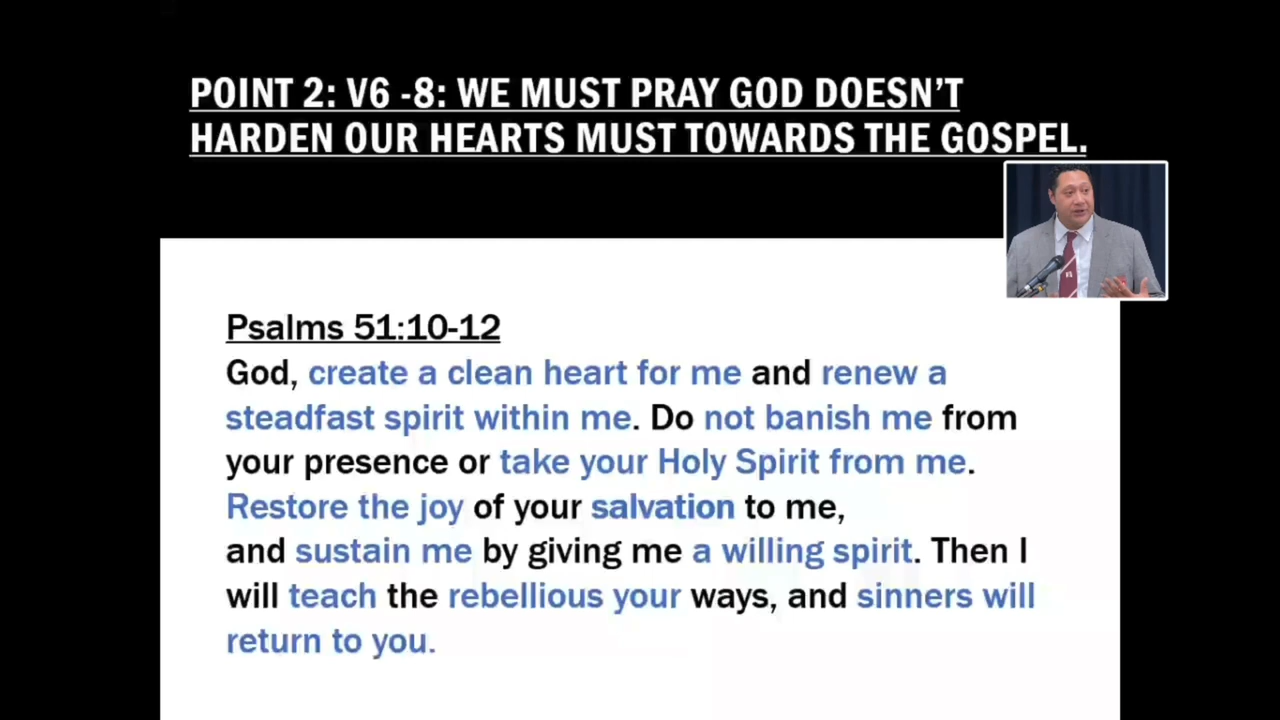 POINT 2: V6 -8: WE MUST PRAY GOD DOESN'T
HARDEN OUR HEARTS MUST TOWARDS THE GOSPEL.
Psalms 51:10-12
God, create a clean heart for me and renew a
steadfast spirit within me. Do not banish me from
your presence or take your Holy Spirit from me.
Restore the joy of your salvation to me,
and sustain me by giving me a willing spirit. Then I
will teach the rebellious your ways, and sinners will
return to you.